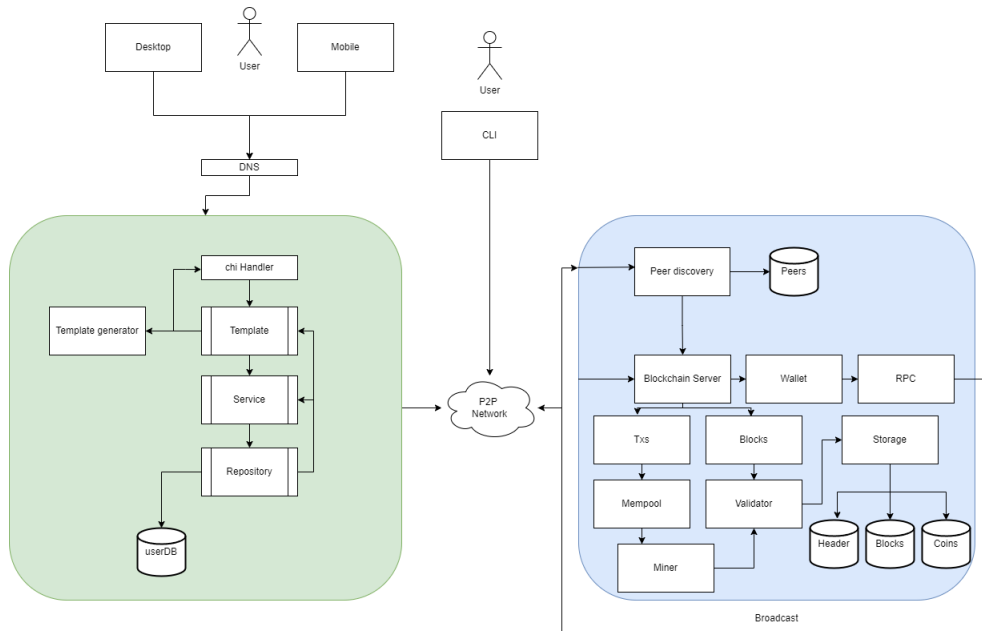 Desktop
User
Mobile
User
CLI
DNS
chi Handler
Template generator
Template
Service
Repository
userDB
P2P
Network
Peer discovery
Peers
Blockchain Server
Wallet
RPC
Txs
Blocks
Storage
Mempool
Validator
Header
Blocks
Coins
Miner
Broadcast